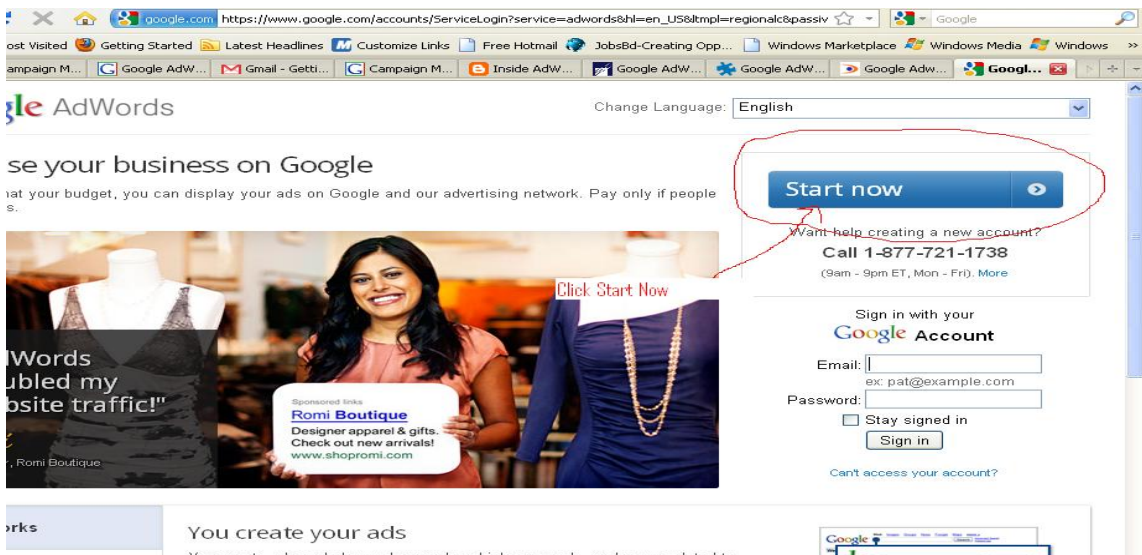 google.com https://www.google.com/accounts/ServiceLogin?service=adwords&hl=en_US&ltmpl=regionalc&passiv
Google
ost Visited Getting Started Latest Headlines Customize Links Free Hotmail JobsBd-Creating Opp... Windows Marketplace Windows Media Windows »
ampaign M... Google AdW... Gmail - Getti... Campaign M... Inside AdW... Google AdW... Google AdW... Google Adw... Googl...
gle AdWords
Change Language: English
se your business on Google
hat your budget, you can display your ads on Google and our advertising network. Pay only if people
s.
Start now
Want help creating a new account?
Call 1-877-721-1738
(9am - 9pm ET, Mon - Fri). More
Click Start Now
dWords
ubled my
bsite traffic!"
, Romi Boutique
Sponsored links
Romi Boutique
Designer apparel & gifts.
Check out new arrivals!
www.shopromi.com
Sign in with your
Google Account
Email:
ex: pat@example.com
Password:
Stay signed in
Sign in
Can't access your account?
orks
You create your ads
Google